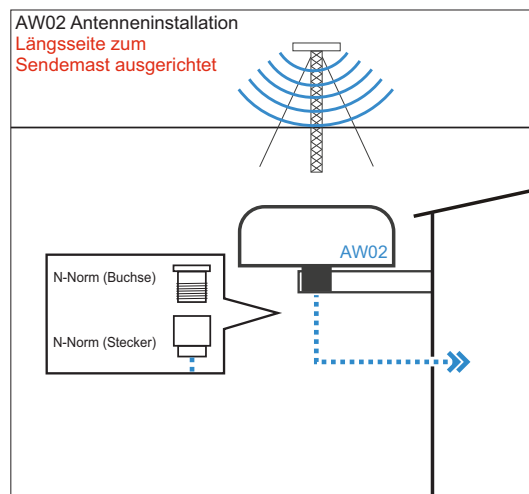 AW02 Antenneninstallation
Längsseite zum
Sendemast ausgerichtet
AW02
N-Norm (Buchse)
N-Norm (Stecker)